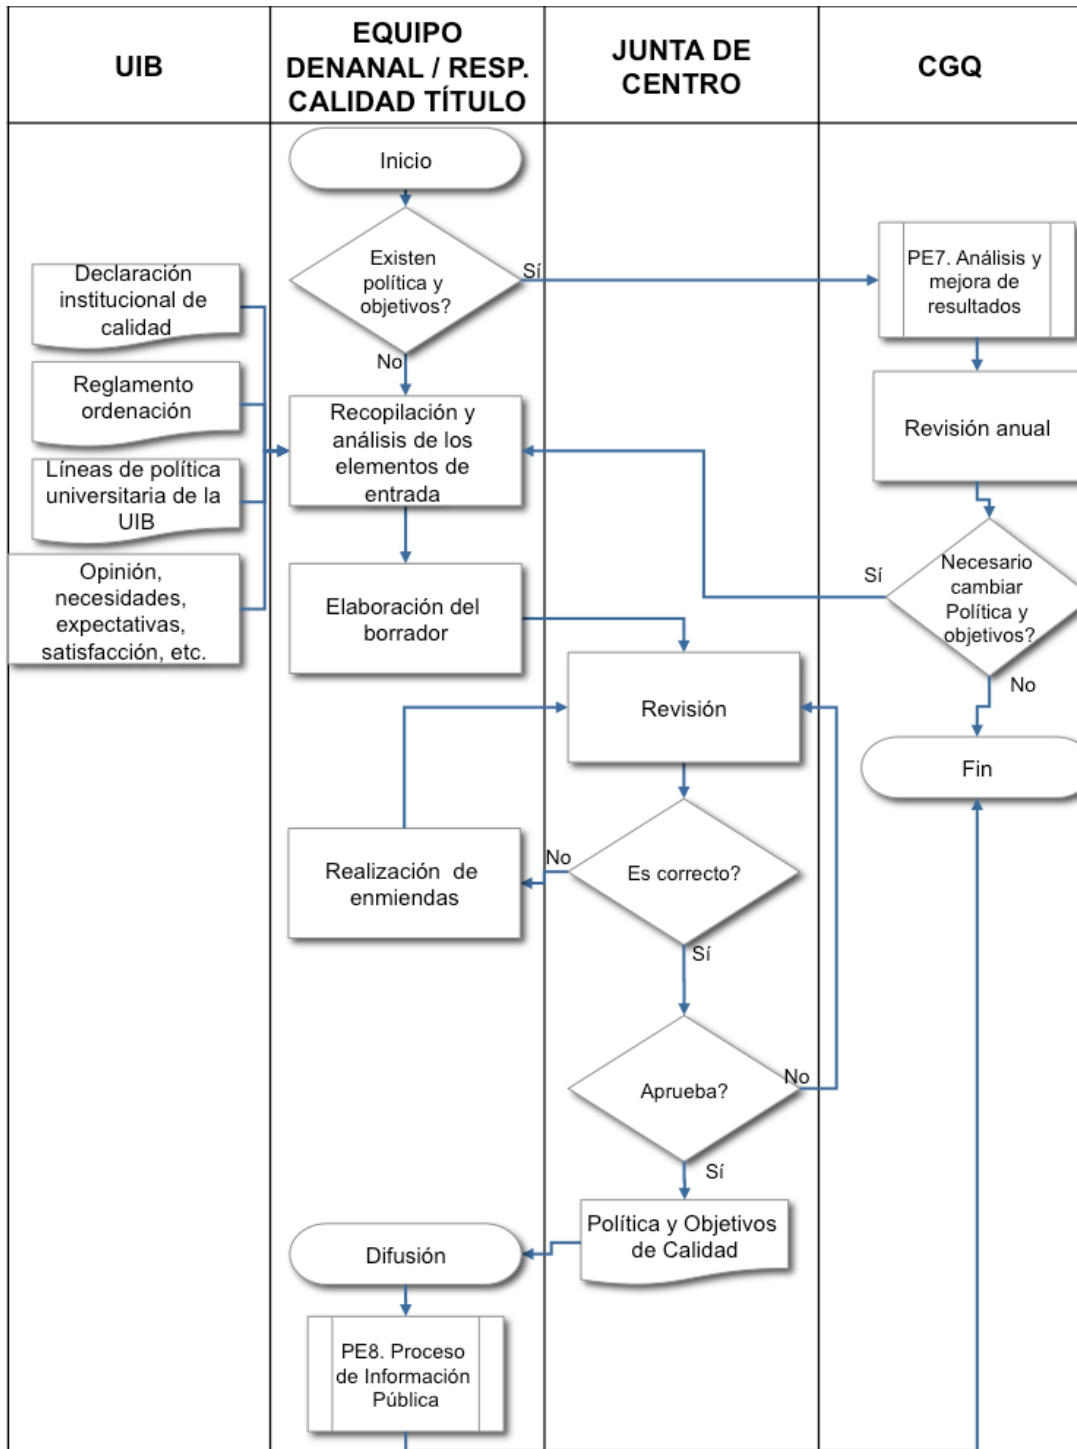 UIB
EQUIPO
DENANAL / RESP.
CALIDAD TÍTULO
JUNTA DE
CENTRO
CGQ
Inicio
Existen
política y
objetivos?
Sí
No
PE7. Análisis y
mejora de
resultados
Declaración
institucional de
calidad
Reglamento
ordenación
Líneas de política
universitaria de la
UIB
Opinión,
necesidades,
expectativas,
satisfacción, etc.
Recopilación y
análisis de los
elementos de
entrada
Revisión anual
Elaboración del
borrador
Sí
Necesario
cambiar
Política y
objetivos?
No
Revisión
Fin
Realización de
enmiendas
No
Es correcto?
Sí
Aprueba?
No
Sí
Política y Objetivos
de Calidad
Difusión
PE8. Proceso
de Información
Pública